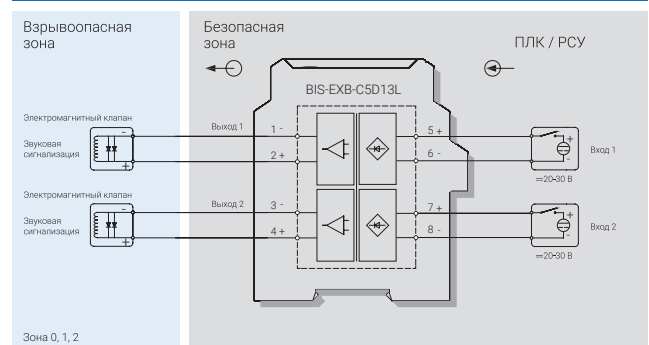 Взрывоопасная
зона
Безопасная
зона
ПЛК / РСУ
BIS-EXB-C5D13L
Электромагнитный клапан
Звуковая
сигнализация
-
+
Выход 1
1 -
2 +
5 +
6 -
+
-
Вход 1
⎓20-30 В
Электромагнитный клапан
Звуковая
сигнализация
-
+
Выход 2
3 -
4 +
7 +
8 -
+
-
Вход 2
⎓20-30 В
Зона 0, 1, 2